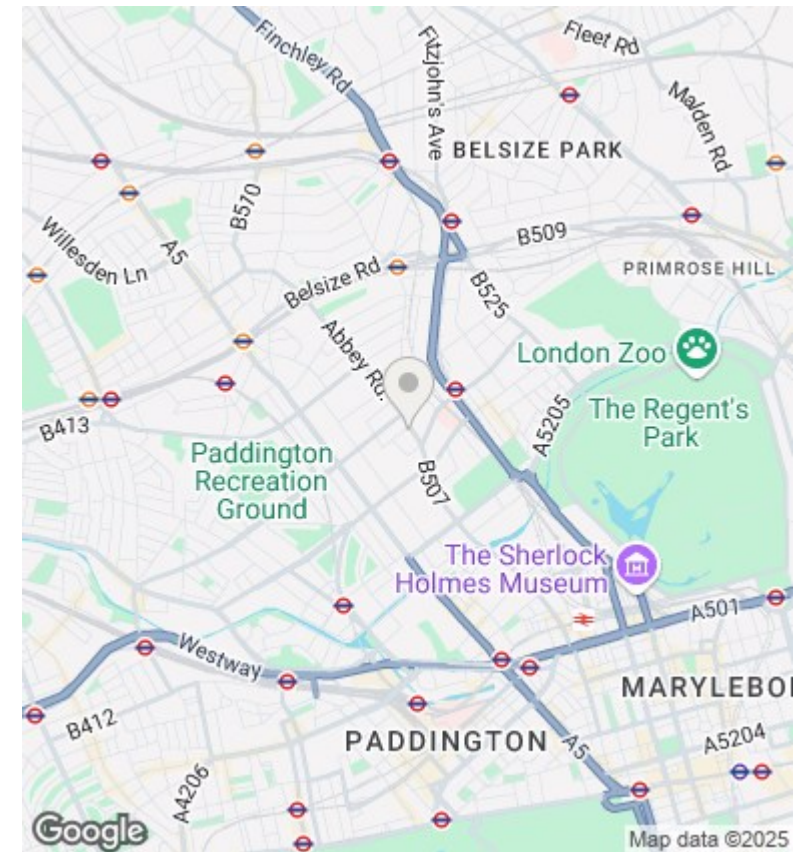 Finchley Rd
Fitzjohn's Ave
Fleet Rd
Malden Rd
BELSIZE PARK
B510
A5
Willesden Ln
B509
PRIMROSE HILL
Belsize Rd
B525
Abbey Rd.
London Zoo
The Regent's
Park
A5205
B413
Paddington
Recreation
Ground
B507
The Sherlock
Holmes Museum
A501
Westway
MARYLEBO
B412
PADDINGTON
A5
A5204
A4206
Google
Map data ©2025